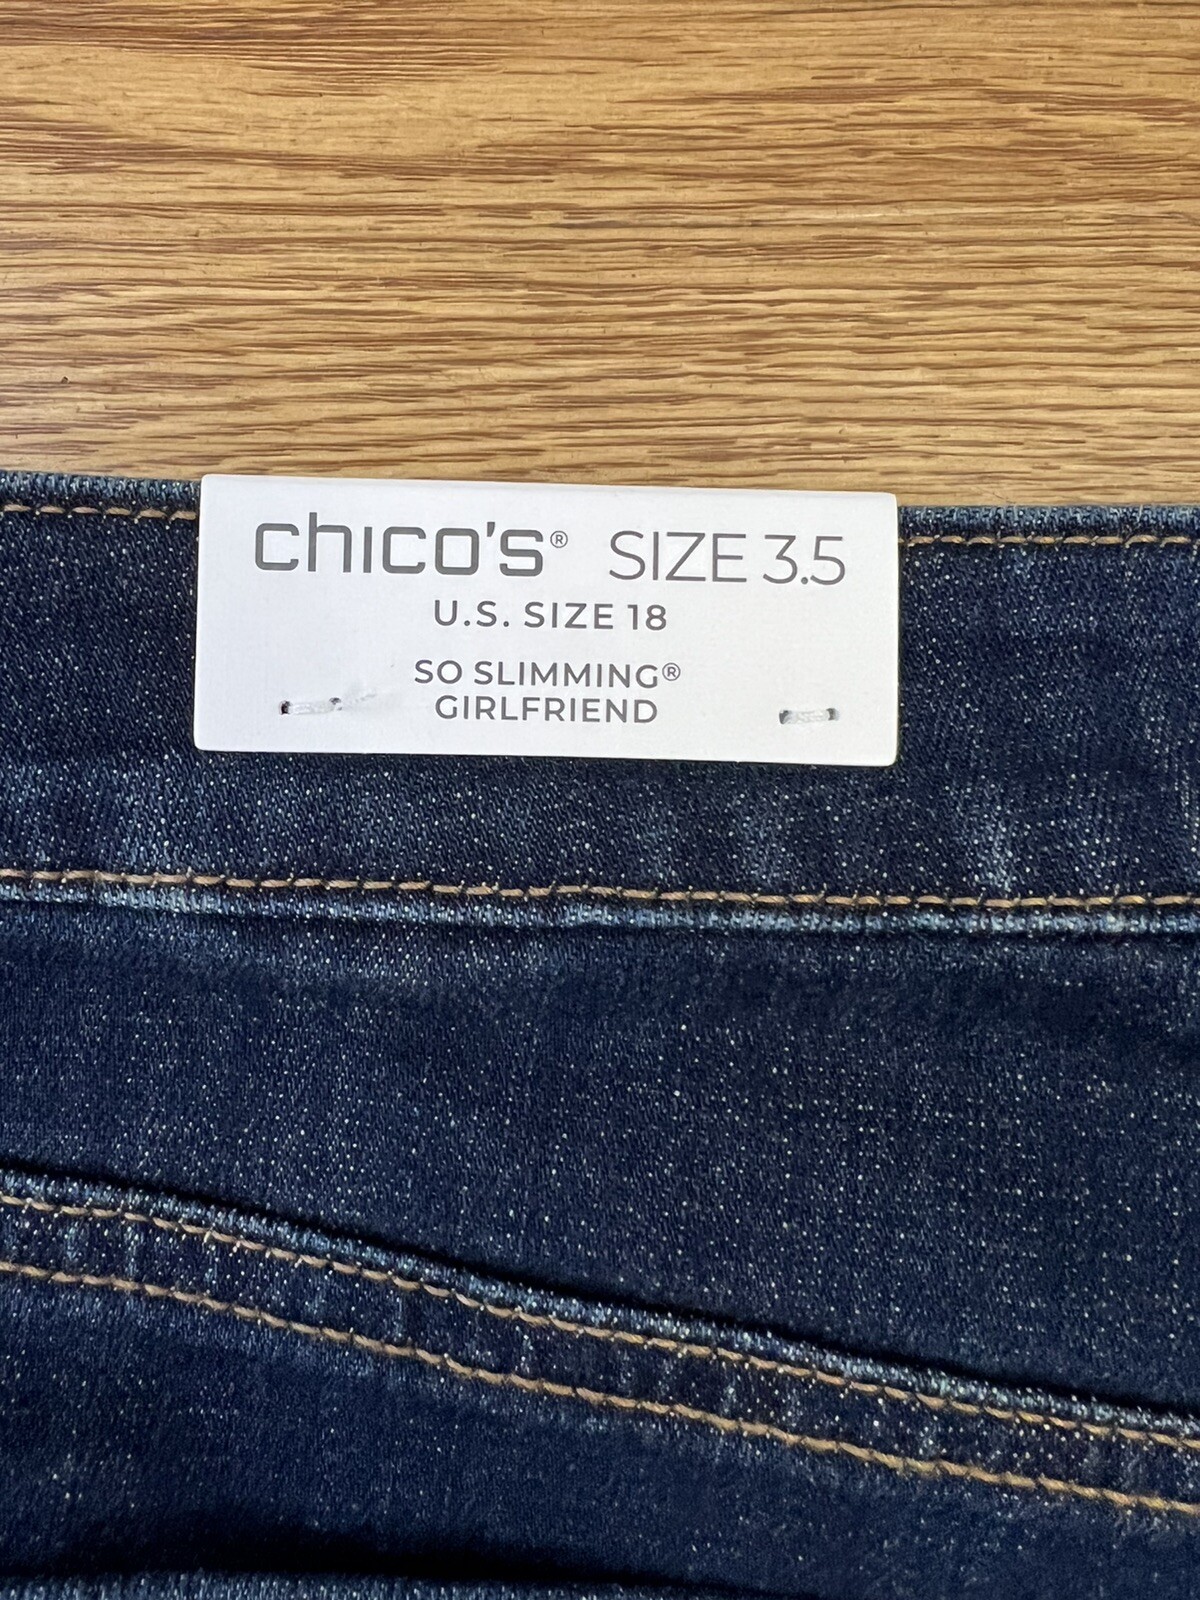 chico's® SIZE 3.5
U.S. SIZE 18
SO SLIMMING®
GIRLFRIEND